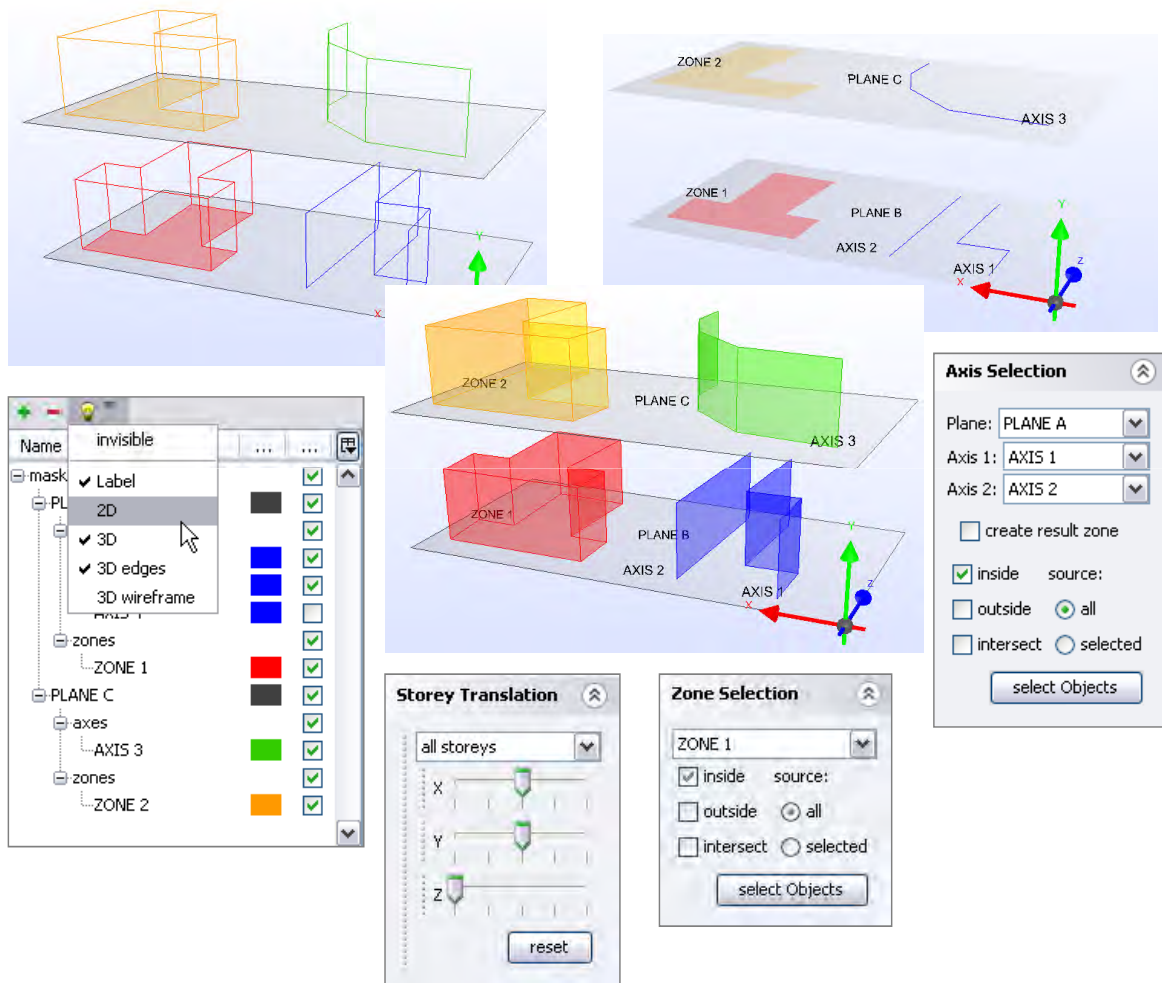 X
ZONE 2
PLANE C
AXIS 3
ZONE 1
PLANE B
AXIS 2
AXIS 1
Y
Z
X
ZONE 2
PLANE C
AXIS 3
ZONE 1
PLANE B
AXIS 2
AXIS 1
Y
Z
X
Y
Name ... ...
invisible
Label
2D
3D
3D edges
3D wireframe
mask
PL
zones
ZONE 1
PLANE C
axes
AXIS 3
zones
ZONE 2
Storey Translation
all storeys
X
Y
Z
reset
Zone Selection
ZONE 1
inside source:
outside all
intersect selected
select Objects
Axis Selection
Plane: PLANE A
Axis 1: AXIS 1
Axis 2: AXIS 2
create result zone
inside source:
outside all
intersect selected
select Objects